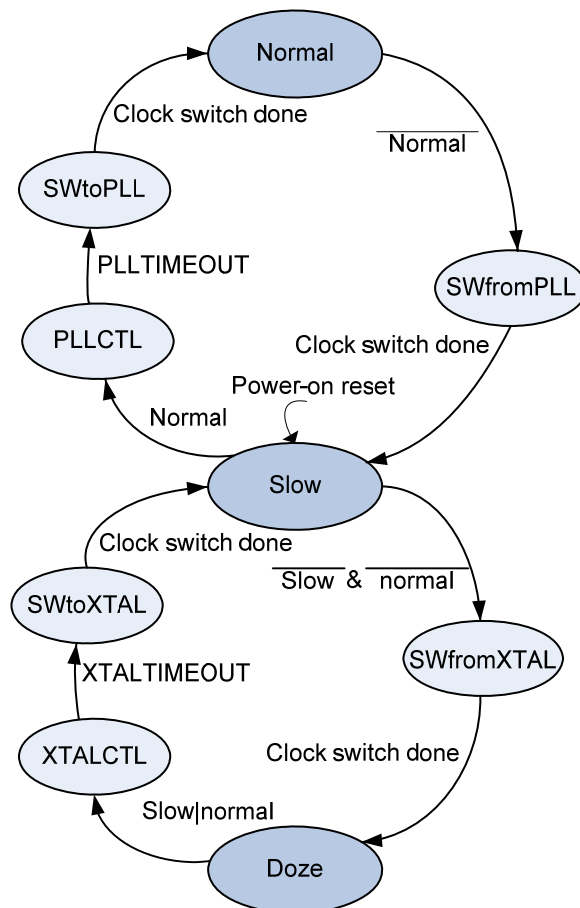 Normal
Clock switch done
Normal
SWtoPLL
PLLTIMEOUT
SWfromPLL
PLLCTL
Clock switch done
Power-on reset
Normal
Slow
Clock switch done
Slow & normal
SWtoXTAL
SWfromXTAL
XTALTIMEOUT
XTALCTL
Clock switch done
Slow|normal
Doze